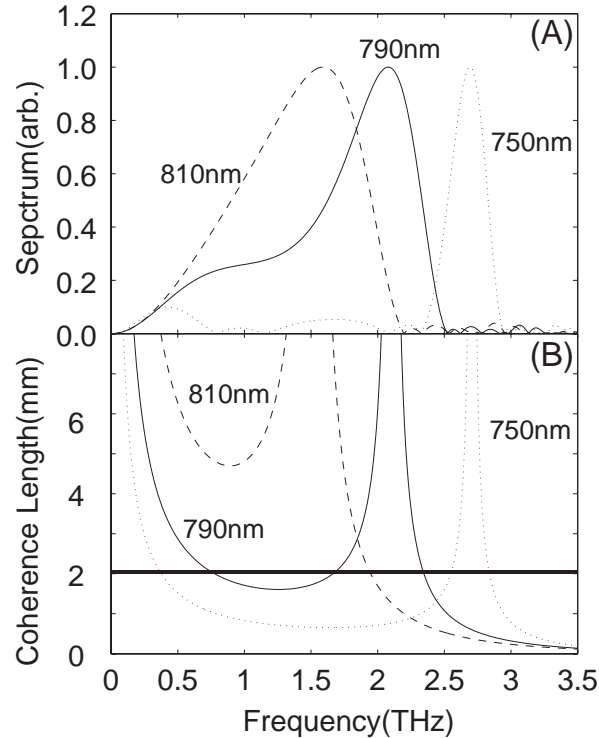 (A)
1.2
1.0
0.8
0.6
0.4
0.2
0.0
Sepctrum(arb.)
790nm
810nm
750nm
(B)
6
4
2
0
Coherence Length(mm)
810nm
790nm
750nm
0 0.5 1 1.5 2 2.5 3 3.5
Frequency(THz)